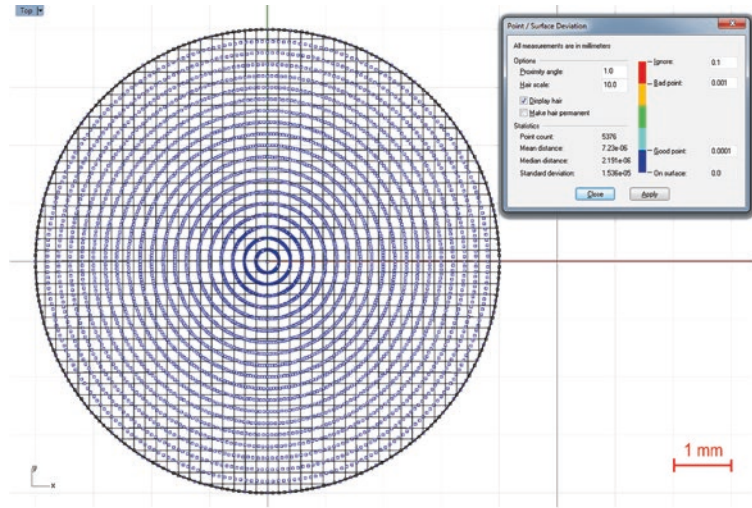 Top
Point / Surface Deviation
All measurements are in millimeters
Options
Proximity angle: 1.0
Hair scale: 10.0
Display hair
Make hair permanent
Statistics
Point count: 5376
Mean distance: 7.23e-06
Median distance: 2.191e-06
Standard deviation: 1.536e-05
Ignore: 0.1
Bad point: 0.001
Good point: 0.0001
On surface: 0.0
Close Apply
y
x
1 mm